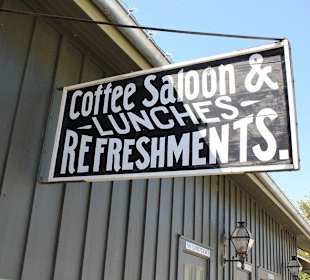 Coffee Saloon &
-LUNCHES-
REFRESHMENTS.